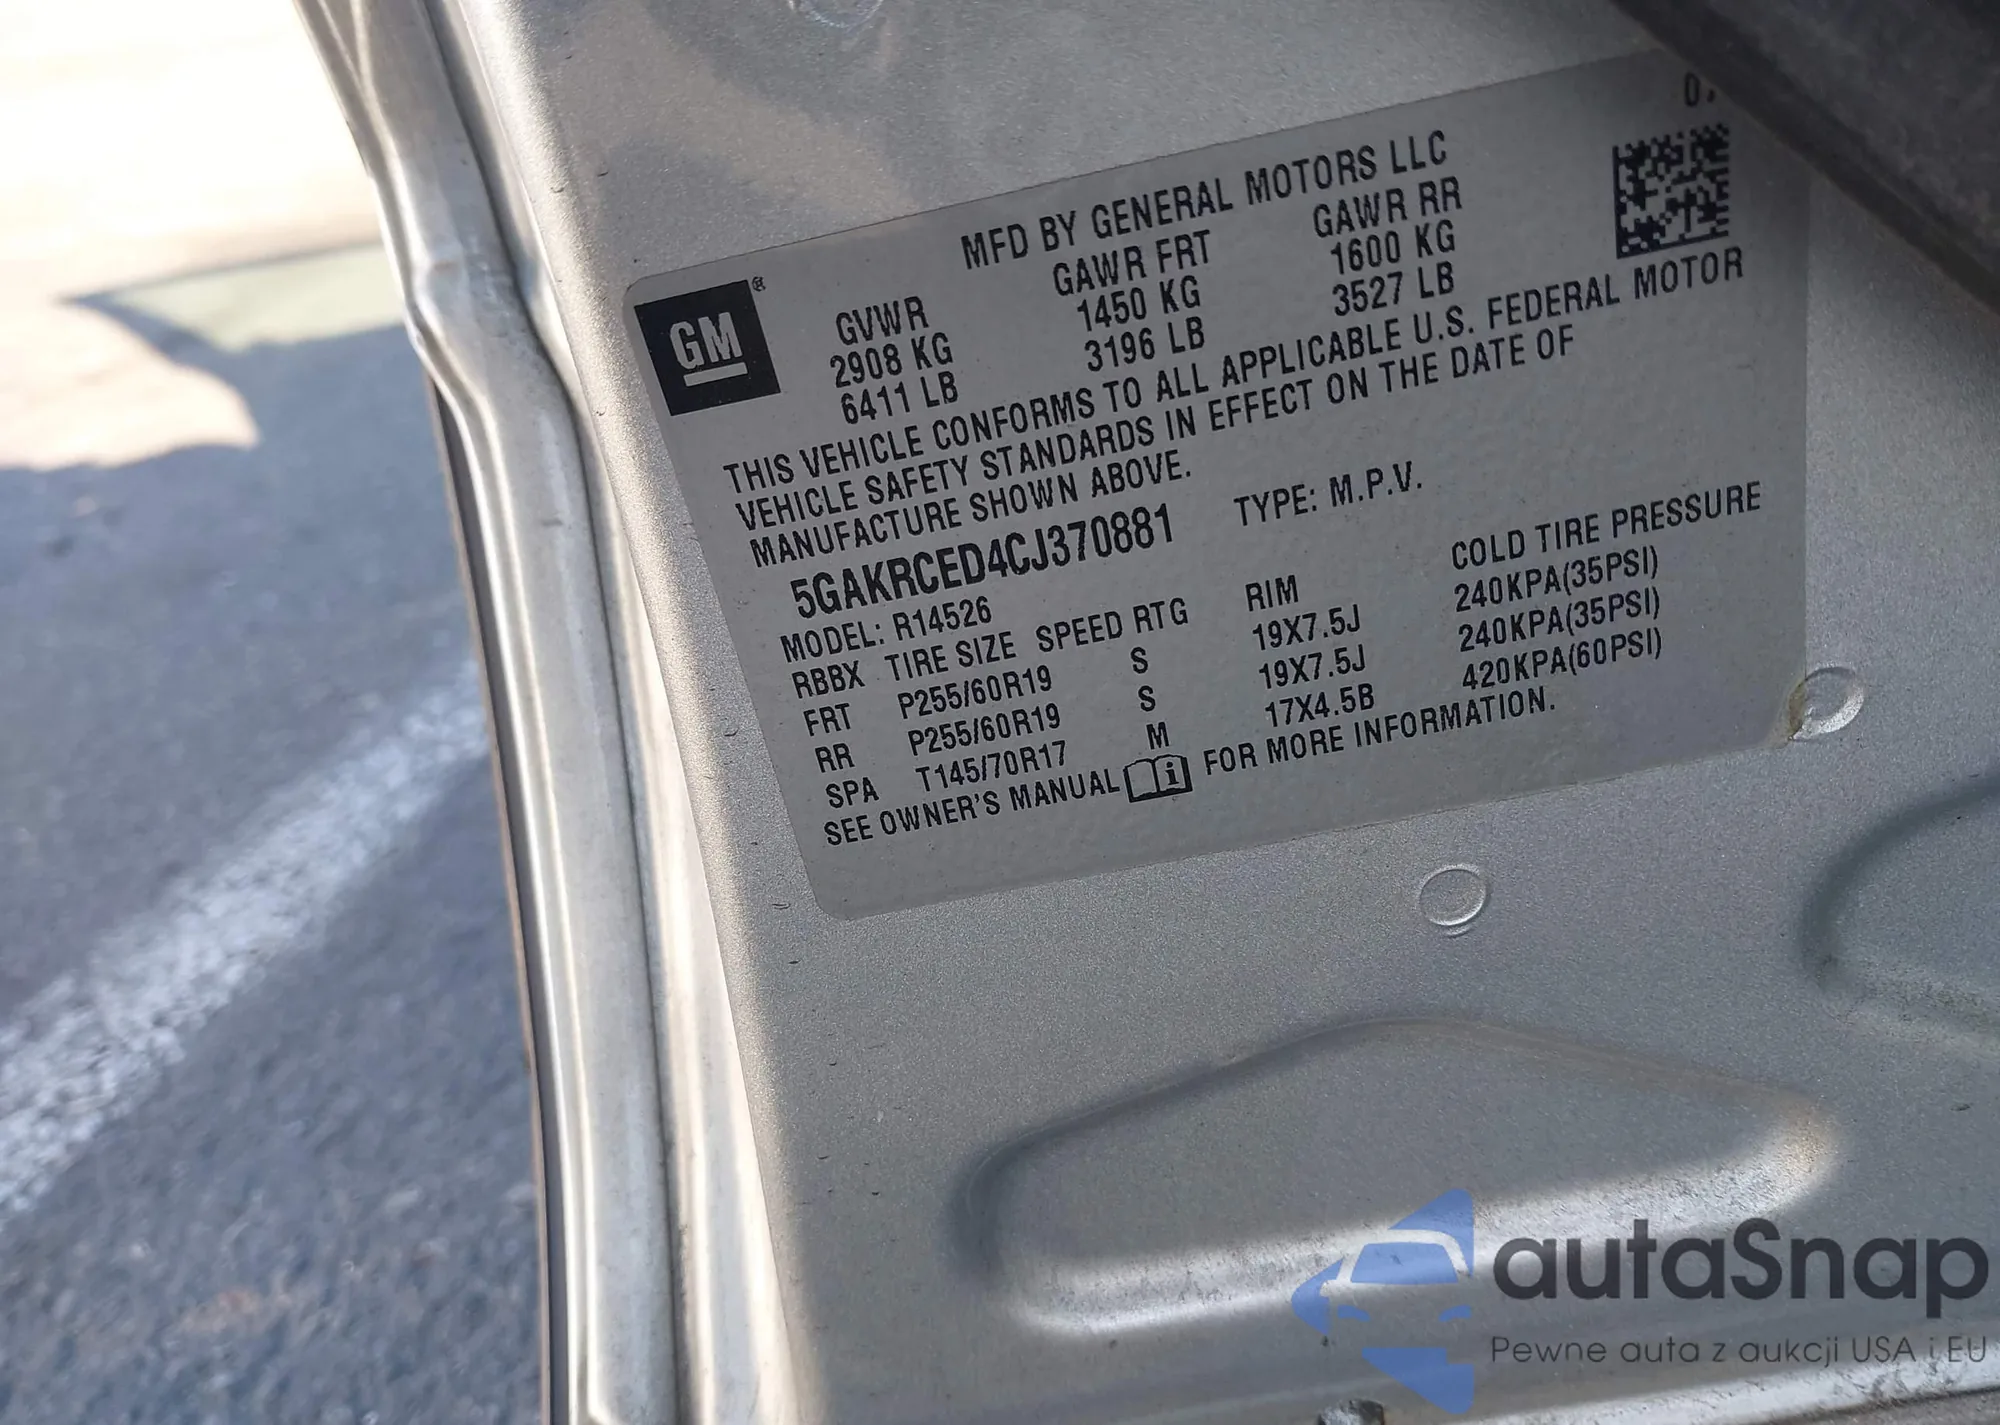 MFD BY GENERAL MOTORS LLC
GM®
GVWR GAWR FRT GAWR RR
2908 KG 1450 KG 1600 KG
6411 LB 3196 LB 3527 LB
THIS VEHICLE CONFORMS TO ALL APPLICABLE U.S. FEDERAL MOTOR
VEHICLE SAFETY STANDARDS IN EFFECT ON THE DATE OF
MANUFACTURE SHOWN ABOVE.
5GAKRCED4CJ370881 TYPE: M.P.V.
MODEL: R14526
RBBX TIRE SIZE SPEED RTG RIM COLD TIRE PRESSURE
FRT P255/60R19 S 19X7.5J 240KPA(35PSI)
RR P255/60R19 S 19X7.5J 240KPA(35PSI)
SPA T145/70R17 M 17X4.5B 420KPA(60PSI)
SEE OWNER'S MANUAL i FOR MORE INFORMATION.
autaSnap
Pewne auta z aukcji USA i EU